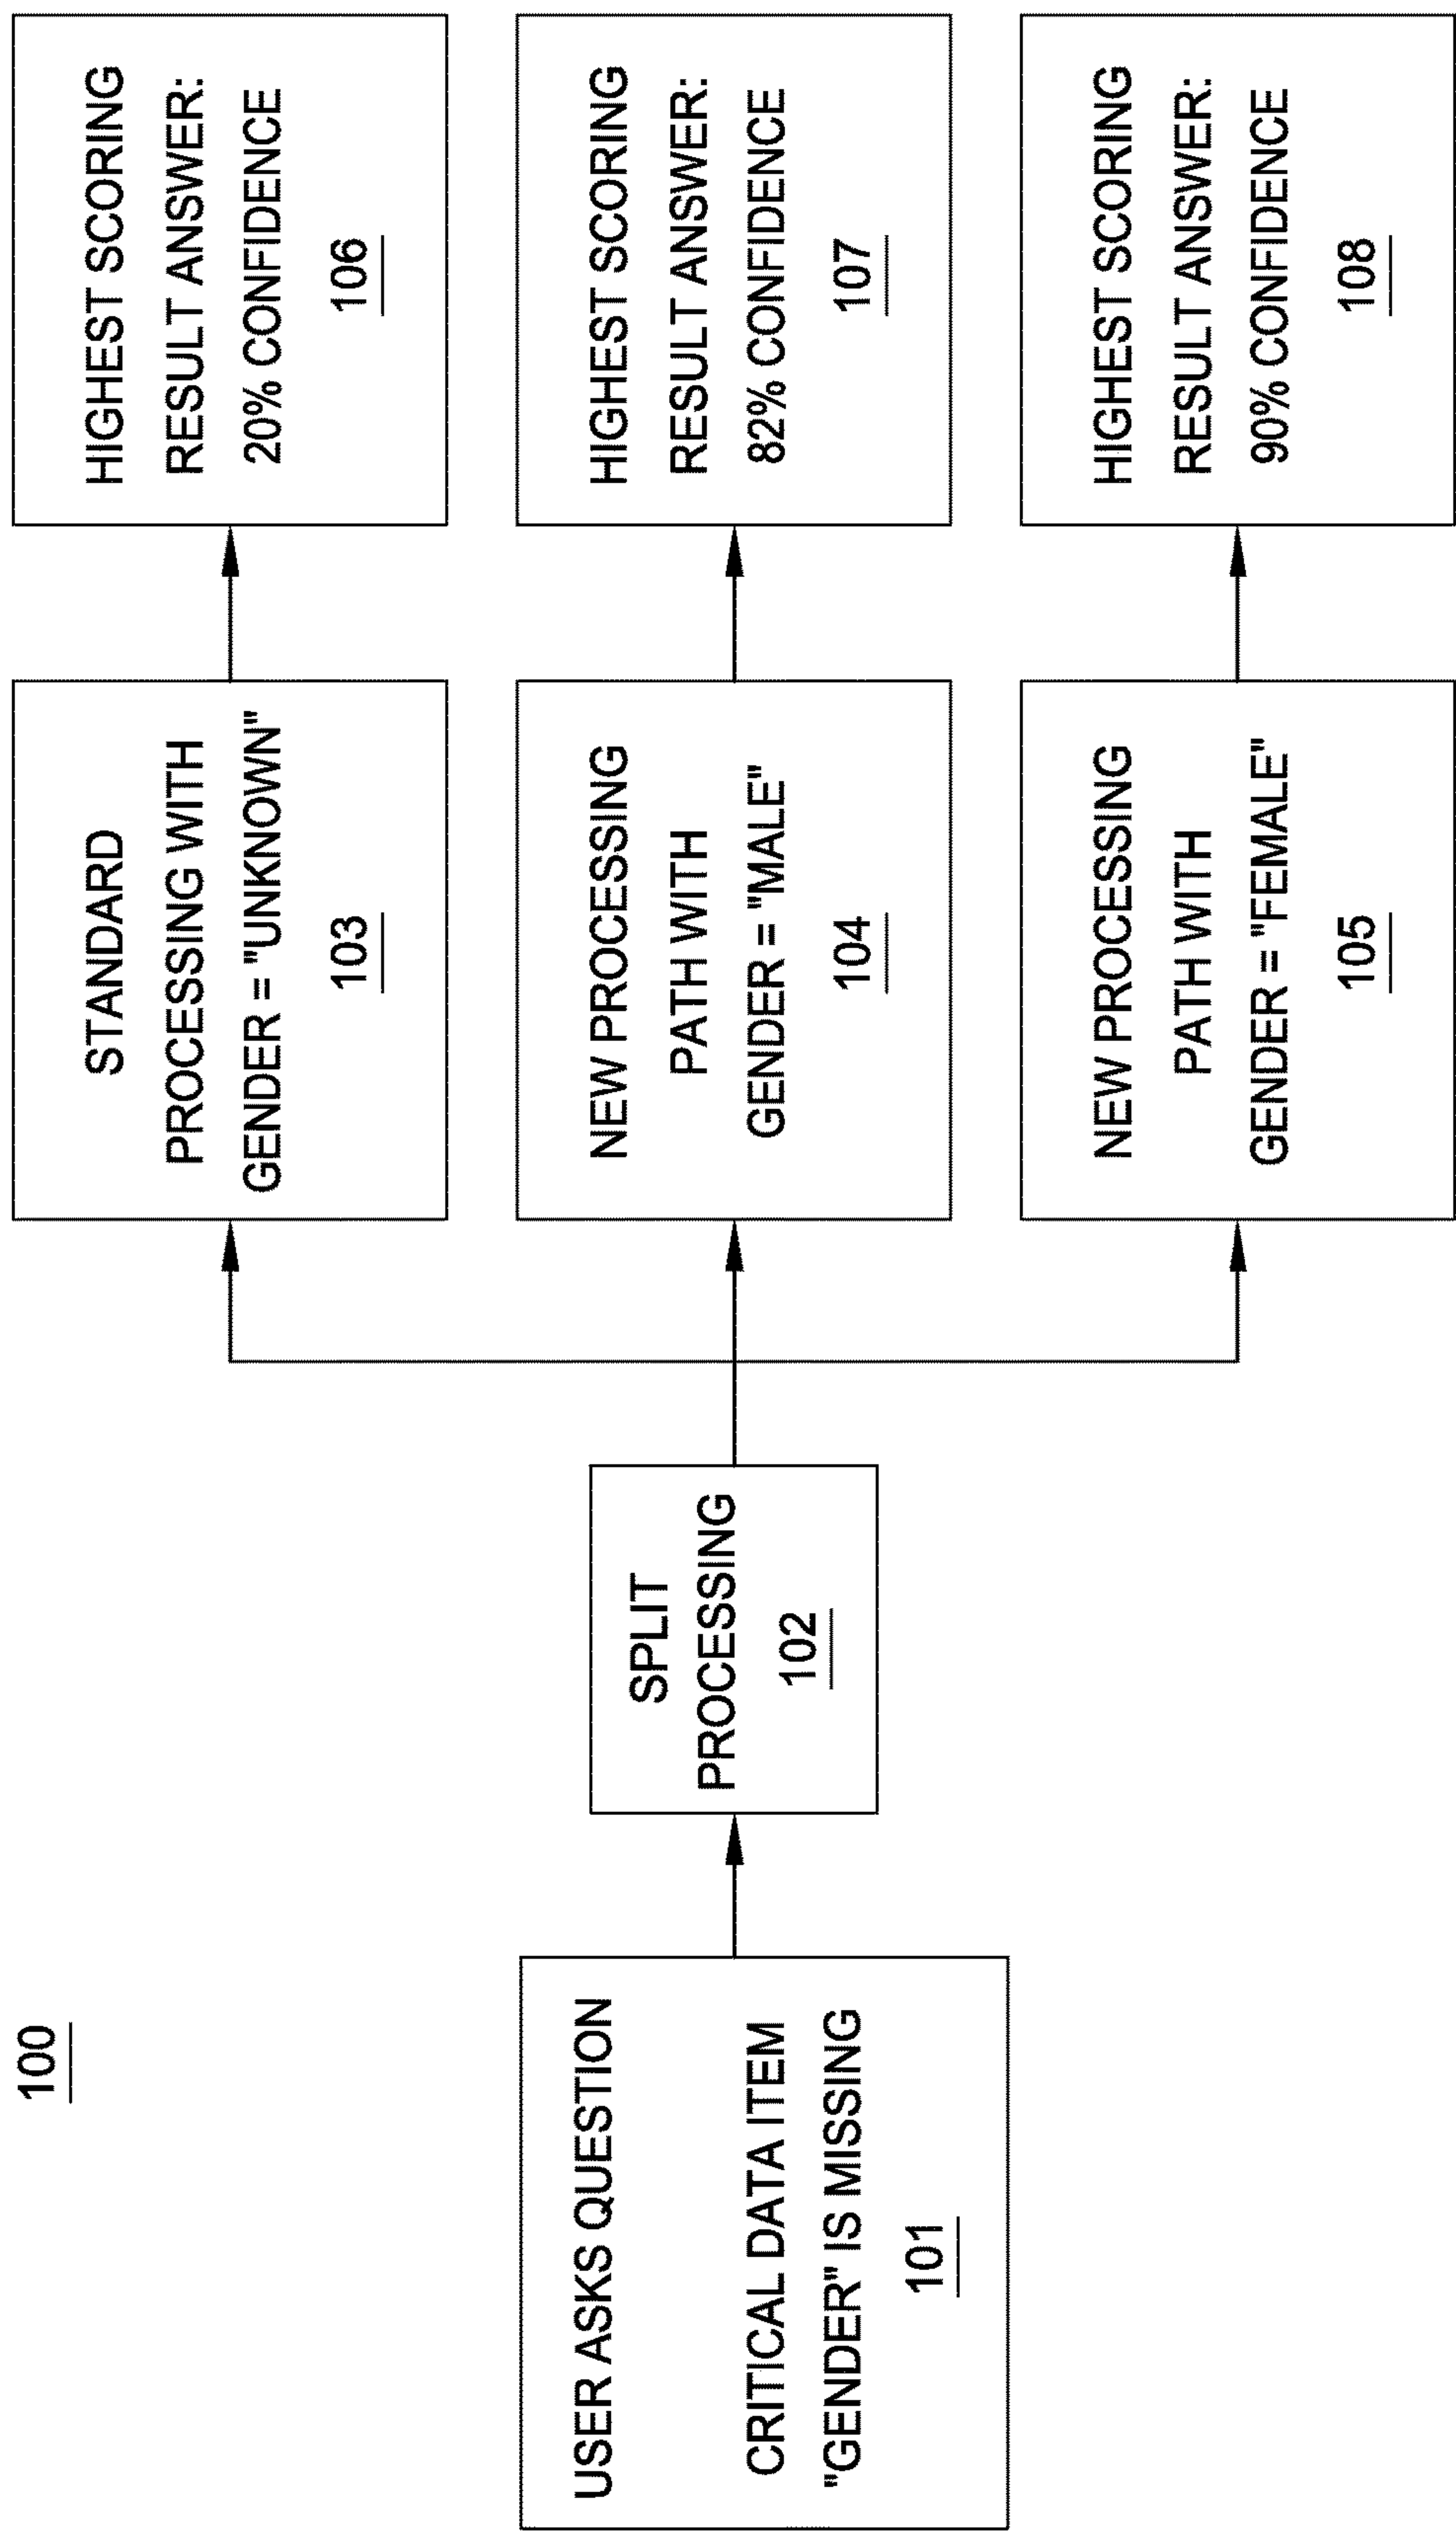 100
USER ASKS QUESTION
CRITICAL DATA ITEM
"GENDER" IS MISSING
101
SPLIT
PROCESSING
102
STANDARD
PROCESSING WITH
GENDER = "UNKNOWN"
103
NEW PROCESSING
PATH WITH
GENDER = "MALE"
104
NEW PROCESSING
PATH WITH
GENDER = "FEMALE"
105
HIGHEST SCORING
RESULT ANSWER:
20% CONFIDENCE
106
HIGHEST SCORING
RESULT ANSWER:
82% CONFIDENCE
107
HIGHEST SCORING
RESULT ANSWER:
90% CONFIDENCE
108